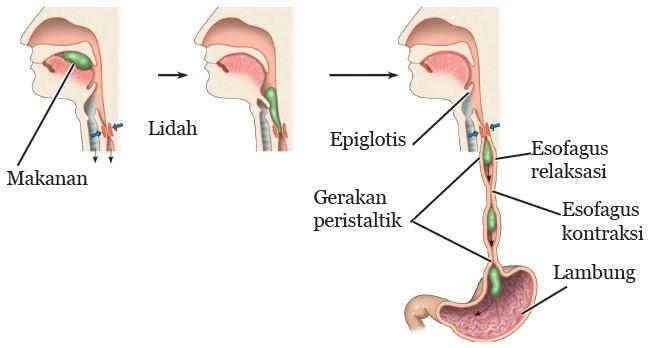 Makanan
Lidah
Epiglotis
Gerakan
peristaltik
Esofagus
relaksasi
Esofagus
kontraksi
Lambung